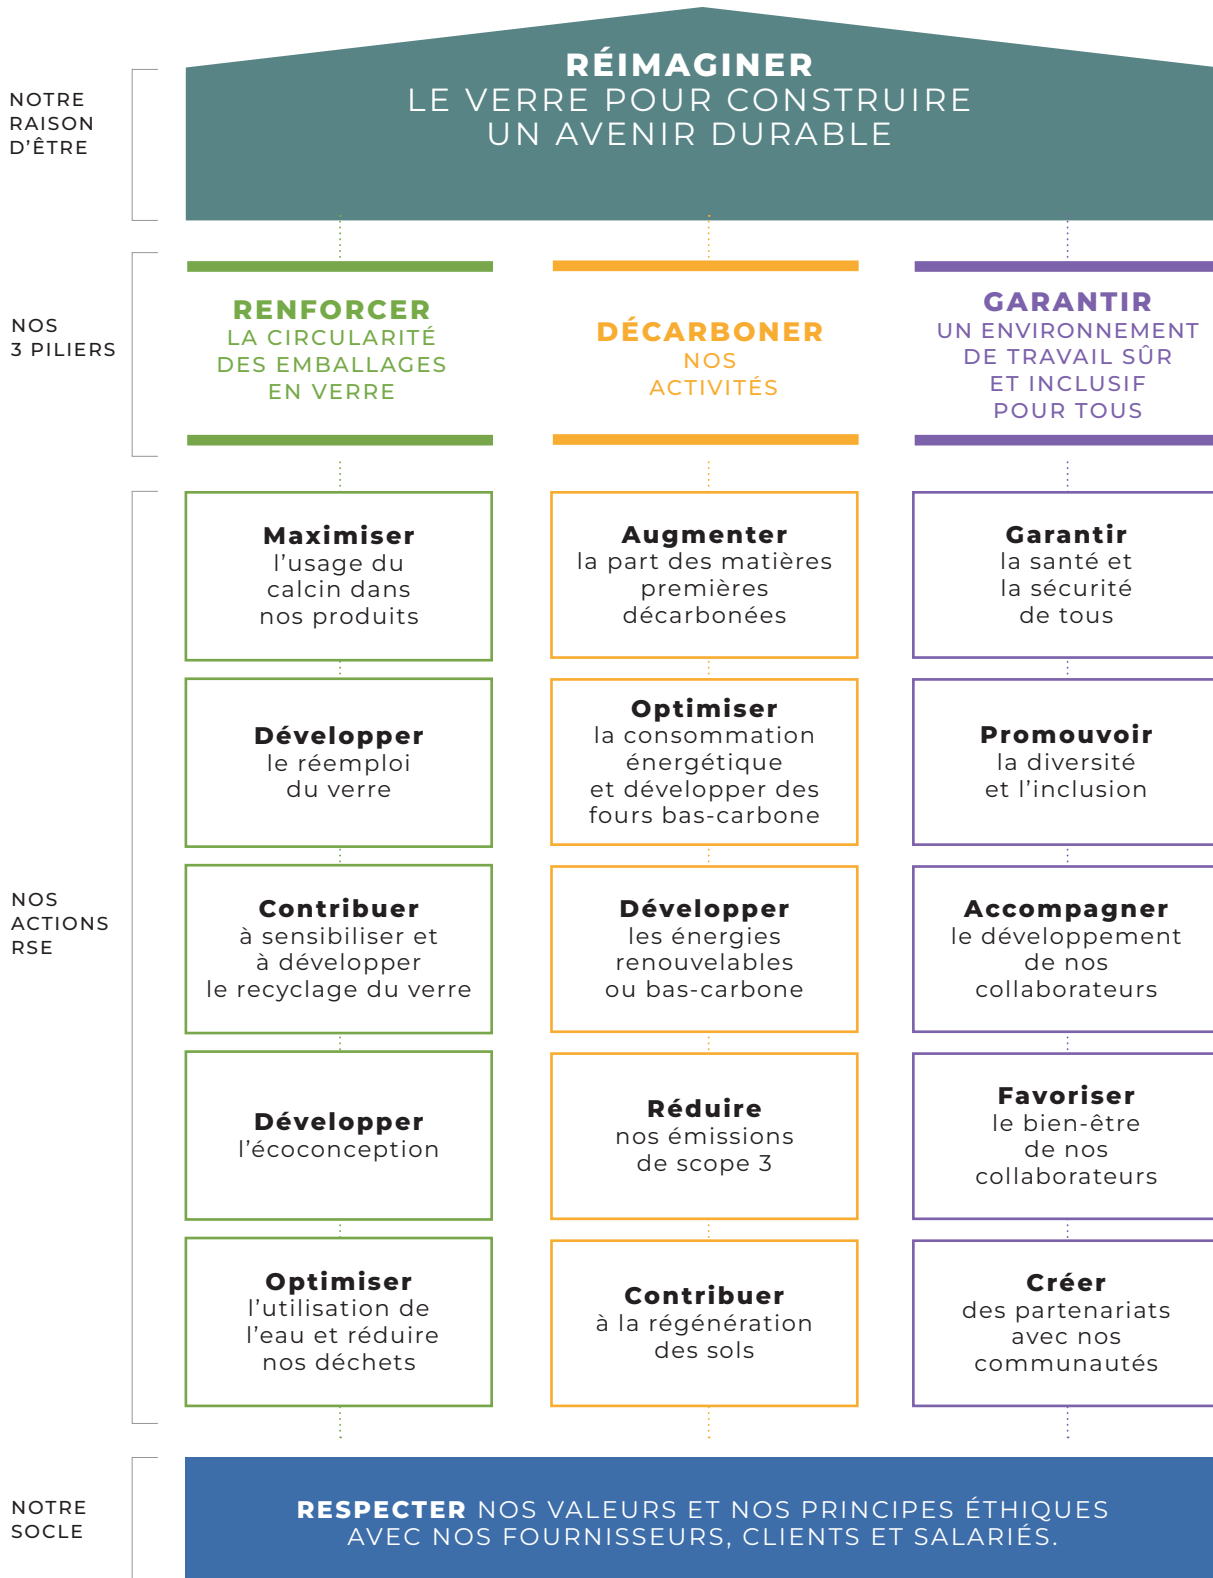 NOTRE
RAISON
D'ÊTRE
RÉIMAGINER
LE VERRE POUR CONSTRUIRE
UN AVENIR DURABLE
NOS
3 PILIERS
RENFORCER
LA CIRCULARITÉ
DES EMBALLAGES
EN VERRE
DÉCARBONER
NOS
ACTIVITÉS
GARANTIR
UN ENVIRONNEMENT
DE TRAVAIL SÛR
ET INCLUSIF
POUR TOUS
NOS
ACTIONS
RSE
Maximiser
l'usage du
calcin dans
nos produits
Développer
le réemploi
du verre
Contribuer
à sensibiliser et
à développer
le recyclage du verre
Développer
l'écoconception
Optimiser
l'utilisation de
l'eau et réduire
nos déchets
Augmenter
la part des matières
premières
décarbonées
Optimiser
la consommation
énergétique
et développer des
fours bas-carbone
Développer
les énergies
renouvelables
ou bas-carbone
Réduire
nos émissions
de scope 3
Contribuer
à la régénération
des sols
Garantir
la santé et
la sécurité
de tous
Promouvoir
la diversité
et l'inclusion
Accompagner
le développement
de nos
collaborateurs
Favoriser
le bien-être
de nos
collaborateurs
Créer
des partenariats
avec nos
communautés
NOTRE
SOCLE
RESPECTER NOS VALEURS ET NOS PRINCIPES ÉTHIQUES
AVEC NOS FOURNISSEURS, CLIENTS ET SALARIÉS.